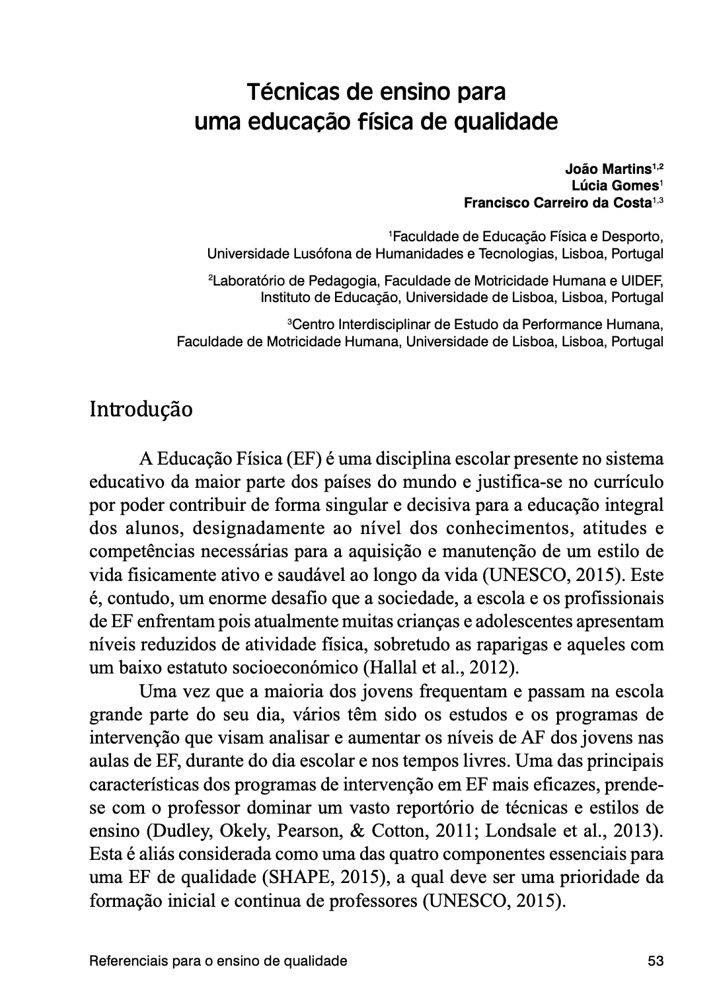 Técnicas de ensino para
uma educação física de qualidade
João Martins1,2
Lúcia Gomes1
Francisco Carreiro da Costa1,3
1Faculdade de Educação Física e Desporto,
Universidade Lusófona de Humanidades e Tecnologias, Lisboa, Portugal
2Laboratório de Pedagogia, Faculdade de Motricidade Humana e UIDEF,
Instituto de Educação, Universidade de Lisboa, Lisboa, Portugal
3Centro Interdisciplinar de Estudo da Performance Humana,
Faculdade de Motricidade Humana, Universidade de Lisboa, Lisboa, Portugal
Introdução
A Educação Física (EF) é uma disciplina escolar presente no sistema
educativo da maior parte dos países do mundo e justifica-se no currículo
por poder contribuir de forma singular e decisiva para a educação integral
dos alunos, designadamente ao nível dos conhecimentos, atitudes e
competências necessárias para a aquisição e manutenção de um estilo de
vida fisicamente ativo e saudável ao longo da vida (UNESCO, 2015). Este
é, contudo, um enorme desafio que a sociedade, a escola e os profissionais
de EF enfrentam pois atualmente muitas crianças e adolescentes apresentam
níveis reduzidos de atividade física, sobretudo as raparigas e aqueles com
um baixo estatuto socioeconómico (Hallal et al., 2012).
Uma vez que a maioria dos jovens frequentam e passam na escola
grande parte do seu dia, vários têm sido os estudos e os programas de
intervenção que visam analisar e aumentar os níveis de AF dos jovens nas
aulas de EF, durante do dia escolar e nos tempos livres. Uma das principais
características dos programas de intervenção em EF mais eficazes, prende-
se com o professor dominar um vasto reportório de técnicas e estilos de
ensino (Dudley, Okely, Pearson, & Cotton, 2011; Londsale et al., 2013).
Esta é aliás considerada como uma das quatro componentes essenciais para
uma EF de qualidade (SHAPE, 2015), a qual deve ser uma prioridade da
formação inicial e continua de professores (UNESCO, 2015).
Referenciais para o ensino de qualidade 53